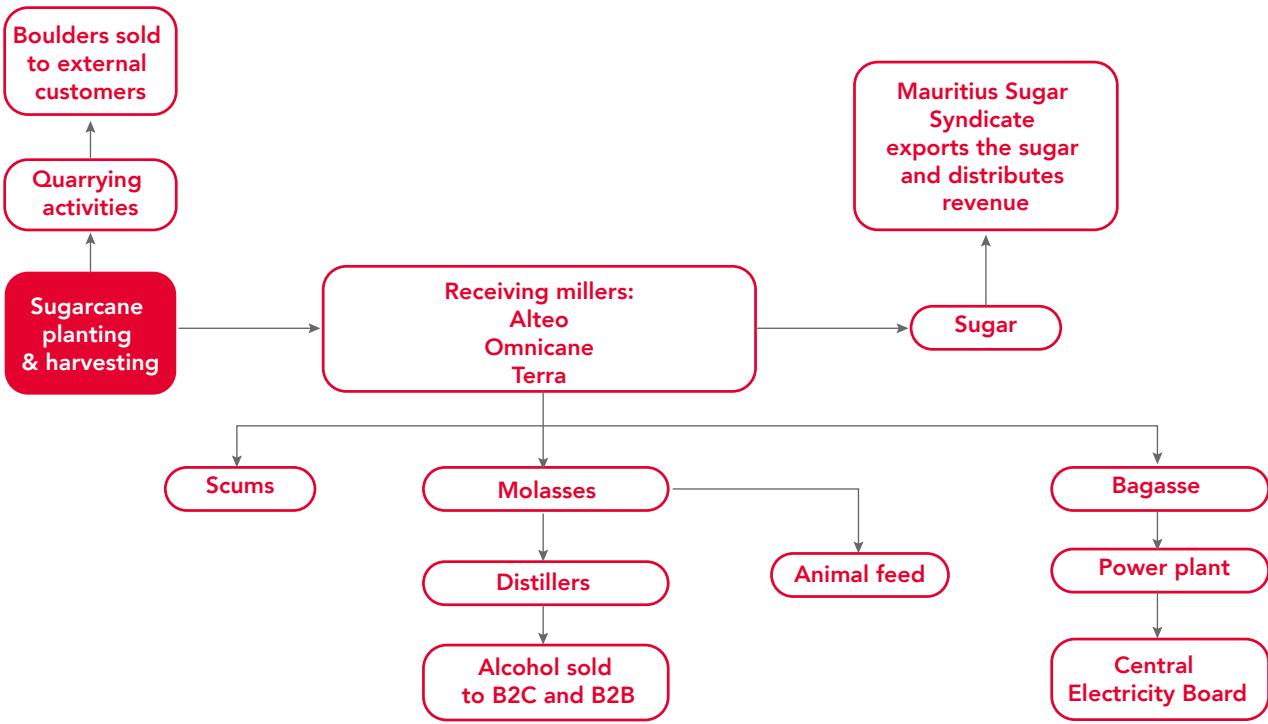 Boulders sold
to external
customers
Quarrying
activities
Sugarcane
planting
& harvesting
Receiving millers:
Alteo
Omnicane
Terra
Mauritius Sugar
Syndicate
exports the sugar
and distributes
revenue
Sugar
Scums
Molasses
Bagasse
Distillers
Animal feed
Power plant
Alcohol sold
to B2C and B2B
Central
Electricity Board